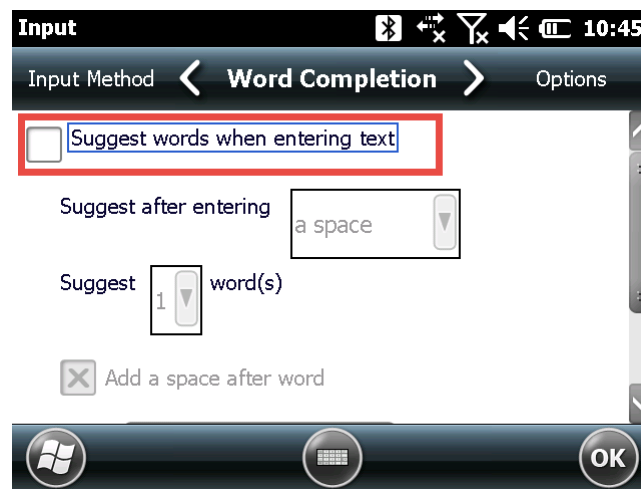 Input 10:45
Input Method Word Completion Options
Suggest words when entering text
Suggest after entering a space
Suggest 1 word(s)
Add a space after word
OK